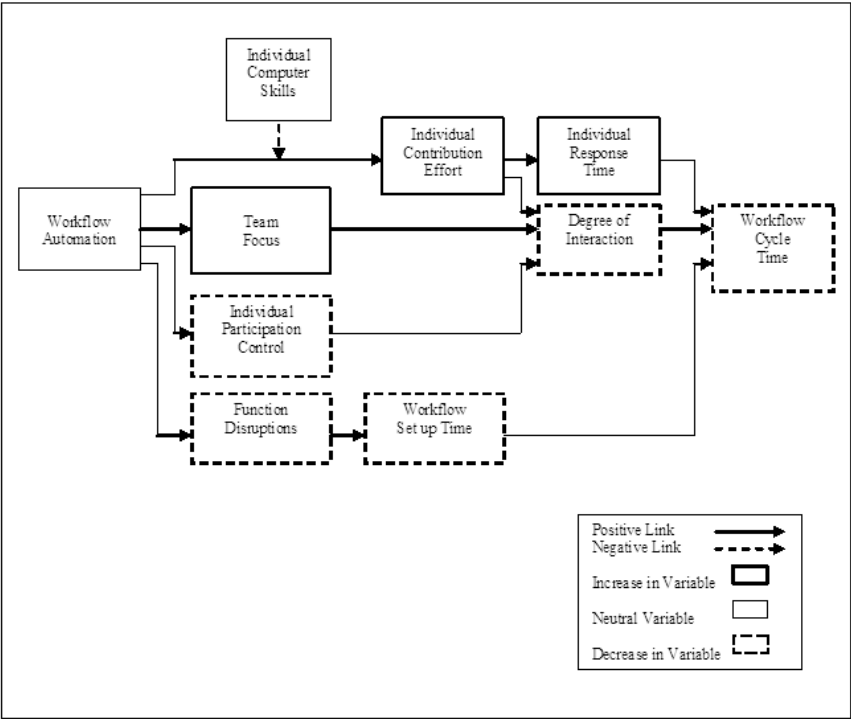 Individual
Computer
Skills
Individual
Contribution
Effort
Individual
Response
Time
Workflow
Automation
Team
Focus
Degree of
Interaction
Workflow
Cycle
Time
Individual
Participation
Control
Function
Disruptions
Workflow
Set up Time
Positive Link
Negative Link
Increase in Variable
Neutral Variable
Decrease in Variable